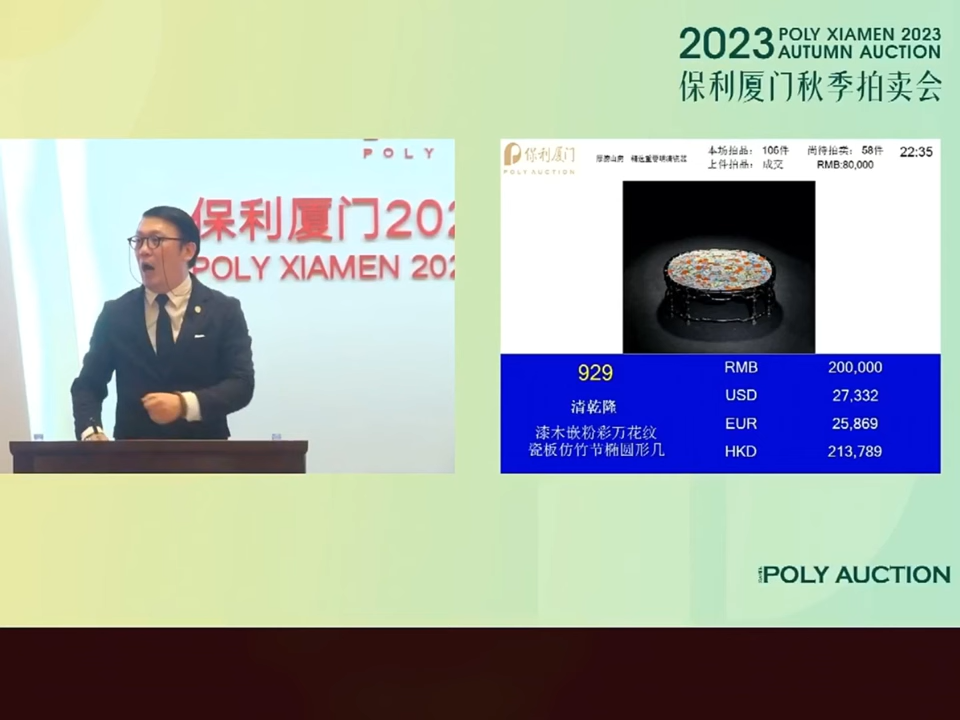 2023 POLY XIAMEN 2023
AUTUMN AUCTION
保利厦门秋季拍卖会
POLY
保利厦门202
POLY XIAMEN 202
保利厦门
POLY AUCTION
本场拍品： 106件 尚待拍卖： 58件 22:35
上件拍品： 成交 RMB:80,000
929
清乾隆
漆木嵌粉彩万花纹
瓷板仿竹节椭圆形几
RMB 200,000
USD 27,332
EUR 25,869
HKD 213,789
POLY AUCTION